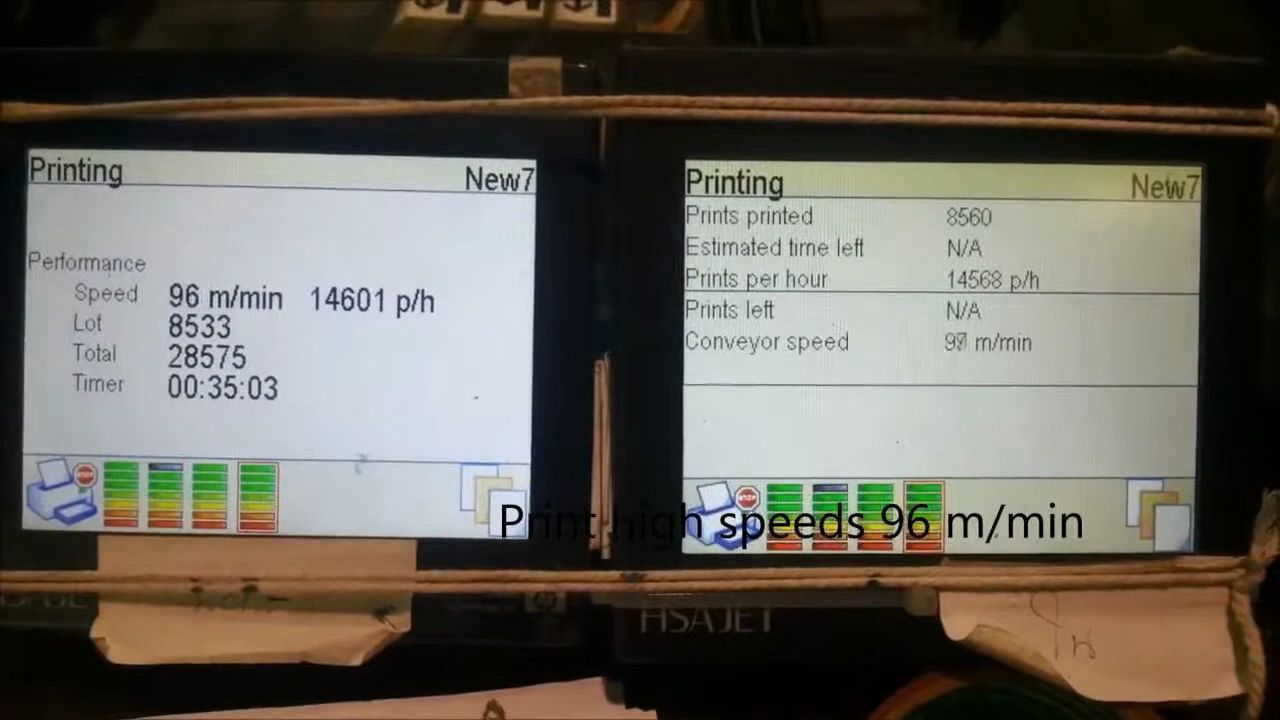 Printing New7
Performance
Speed 96 m/min 14601 p/h
Lot 8533
Total 28575
Timer 00:35:03
Printing New7
Prints printed 8560
Estimated time left N/A
Prints per hour 14568 p/h
Prints left N/A
Conveyor speed m/min
STOP
Print high speeds 96 m/min
HSAJET